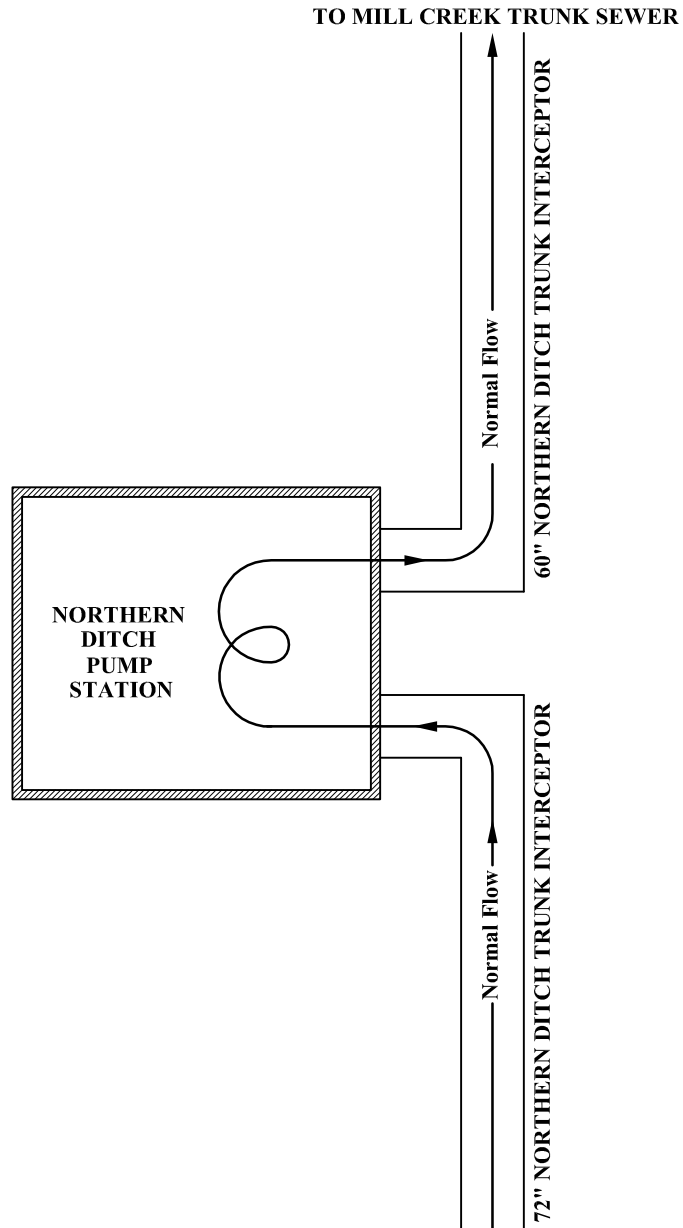 TO MILL CREEK TRUNK SEWER
60" NORTHERN DITCH TRUNK INTERCEPTOR
Normal Flow
NORTHERN
DITCH
PUMP
STATION
72" NORTHERN DITCH TRUNK INTERCEPTOR
Normal Flow